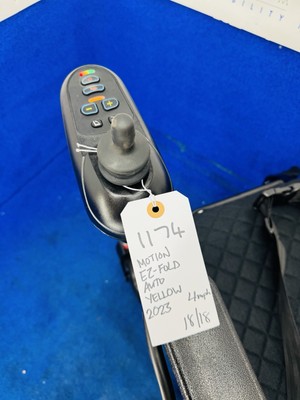 1174
MOTION
EZ-FOLD
AUTO
YELLOW
2023 4mph
18/18